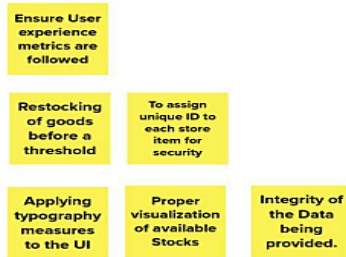 Ensure User
experience
metrics are
followed
Restocking
of goods
before a
threshold
To assign
unique ID to
each store
item for
security
Applying
typography
measures
to the UI
Proper
visualization
of available
Stocks
Integrity of
the Data
being
provided.